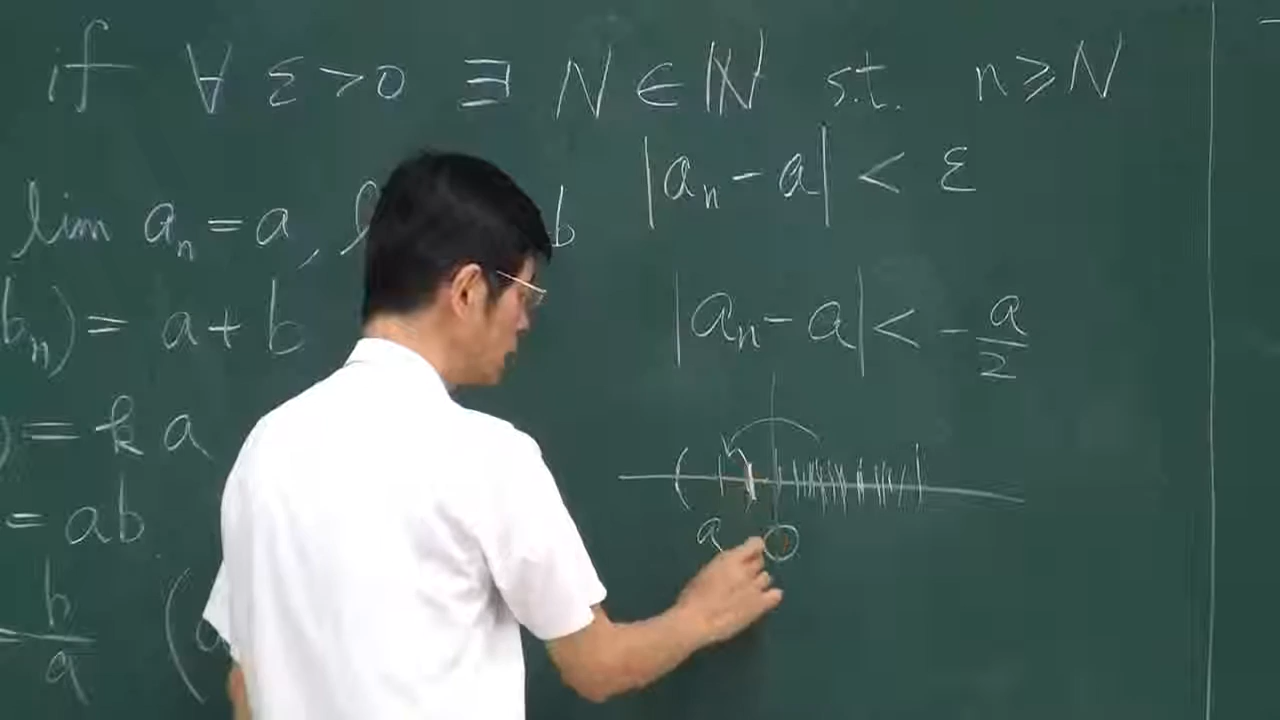 if ∀ ε > 0 ∃ N ∈ ℕ s.t. n ≥ N
|aₙ - a| < ε
lim aₙ = a, l b
bₙ) = a + b
|aₙ - a| < - a/2
) = k a
= ab
a 0
b/a (a